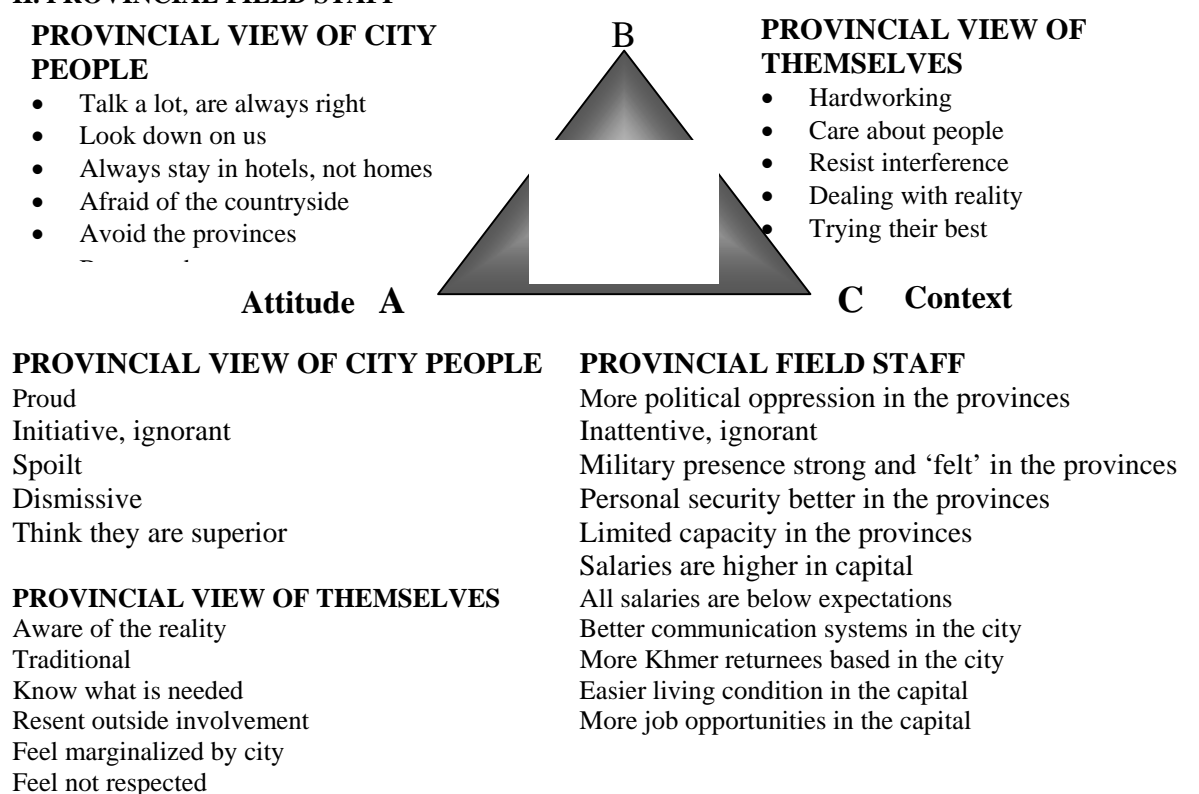 II. PROVINCIAL FIELD STAFF
PROVINCIAL VIEW OF CITY
PEOPLE
• Talk a lot, are always right
• Look down on us
• Always stay in hotels, not homes
• Afraid of the countryside
• Avoid the provinces
B
PROVINCIAL VIEW OF
THEMSELVES
• Hardworking
• Care about people
• Resist interference
• Dealing with reality
• Trying their best
Attitude A
C Context
PROVINCIAL VIEW OF CITY PEOPLE
Proud
Initiative, ignorant
Spoilt
Dismissive
Think they are superior
PROVINCIAL VIEW OF THEMSELVES
Aware of the reality
Traditional
Know what is needed
Resent outside involvement
Feel marginalized by city
Feel not respected
PROVINCIAL FIELD STAFF
More political oppression in the provinces
Inattentive, ignorant
Military presence strong and ‘felt’ in the provinces
Personal security better in the provinces
Limited capacity in the provinces
Salaries are higher in capital
All salaries are below expectations
Better communication systems in the city
More Khmer returnees based in the city
Easier living condition in the capital
More job opportunities in the capital